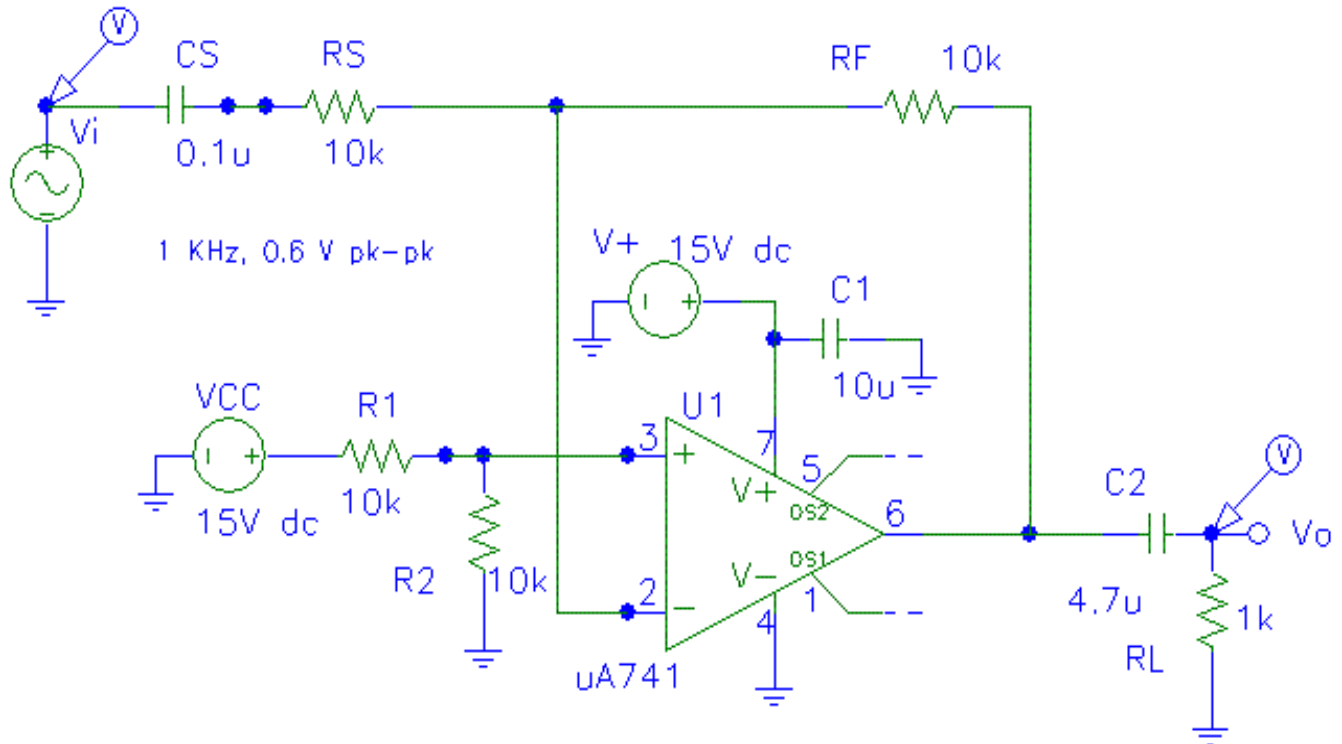 V
CS
RS
RF
10k
Vi
0.1u
10k
1 KHz, 0.6 V pk-pk
V+
15V dc
C1
10u
VCC
R1
U1
3
7
5
V+
OS2
10k
15V dc
6
C2
V
Vo
R2
10k
OS1
V-
2
4
1
4.7u
1k
RL
uA741